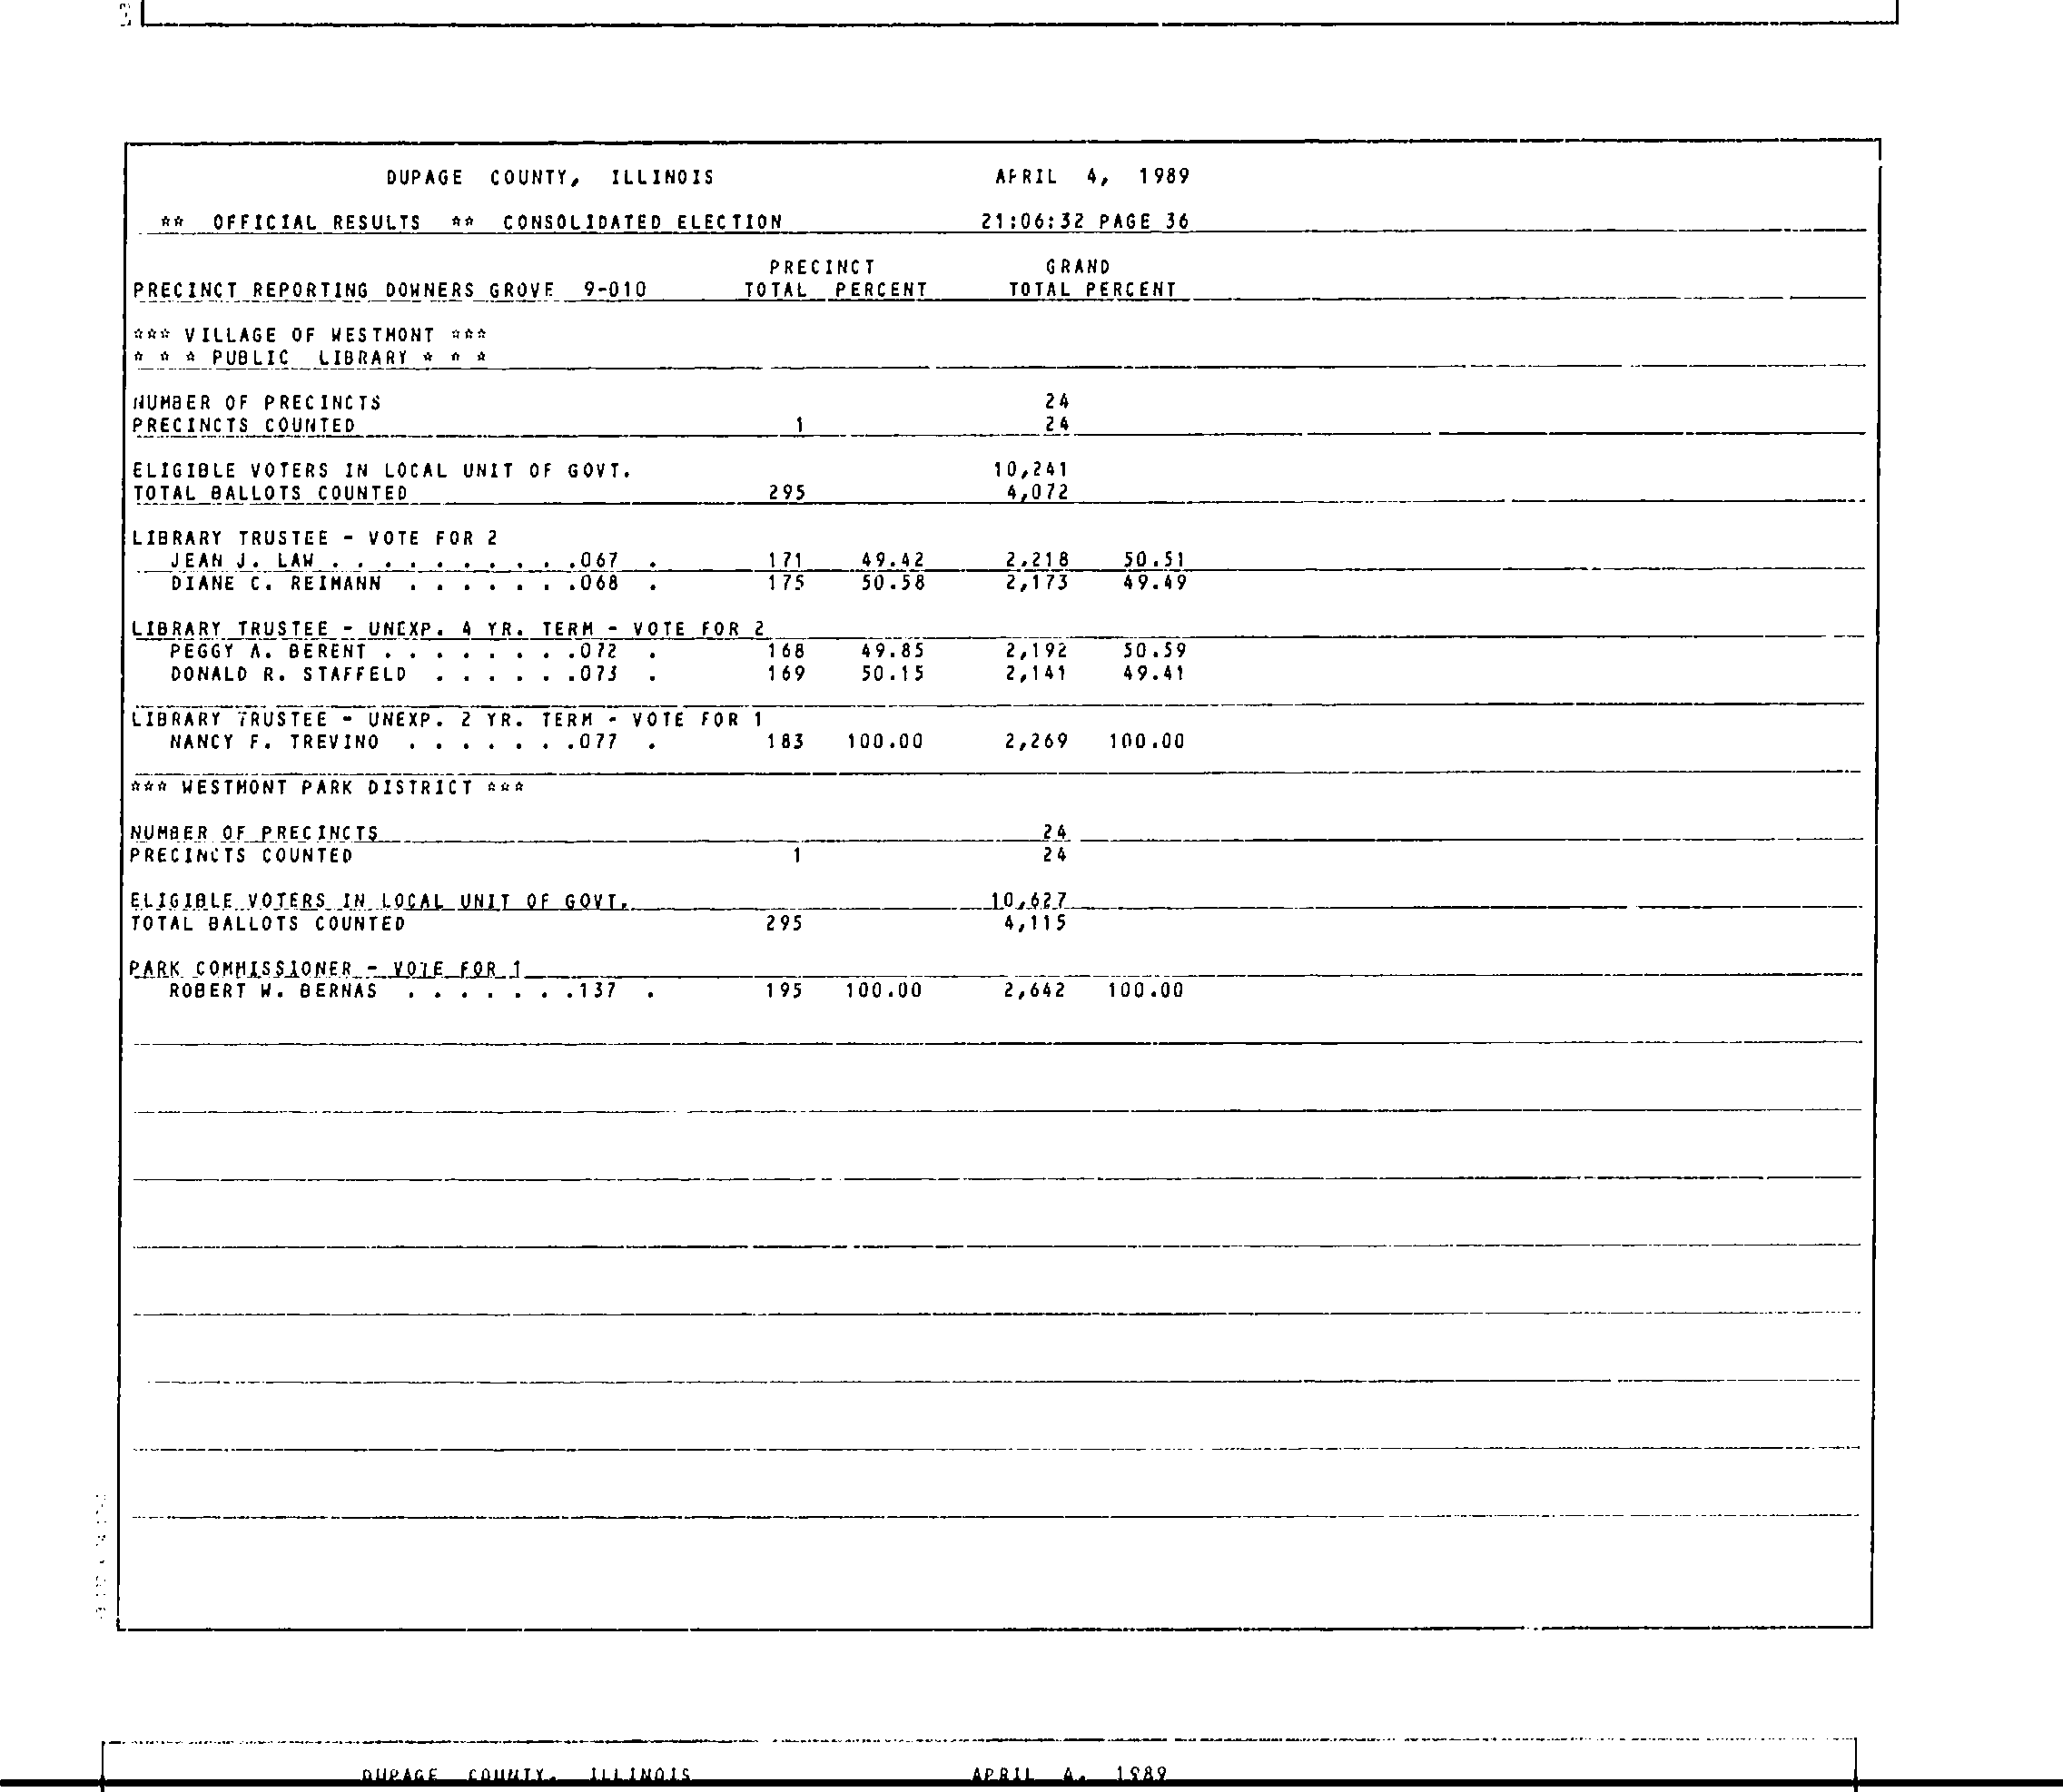 DUPAGE COUNTY, ILLINOIS APRIL 4, 1989
** OFFICIAL RESULTS ** CONSOLIDATED ELECTION 21:06:32 PAGE 36
PRECINCT GRAND
PRECINCT REPORTING DOWNERS GROVE 9-010 TOTAL PERCENT TOTAL PERCENT
*** VILLAGE OF WESTMONT ***
* * * PUBLIC LIBRARY * * *
NUMBER OF PRECINCTS 24
PRECINCTS COUNTED 1 24
ELIGIBLE VOTERS IN LOCAL UNIT OF GOVT. 10,241
TOTAL BALLOTS COUNTED 295 4,072
LIBRARY TRUSTEE - VOTE FOR 2
JEAN J. LAW . . . . . . . . . .067 . 171 49.42 2,218 50.51
DIANE C. REIMANN . . . . . . .068 . 175 50.58 2,173 49.49
LIBRARY TRUSTEE - UNEXP. 4 YR. TERM - VOTE FOR 2
PEGGY A. BERENT . . . . . . . .072 . 168 49.85 2,192 50.59
DONALD R. STAFFELD . . . . . .073 . 169 50.15 2,141 49.41
LIBRARY TRUSTEE - UNEXP. 2 YR. TERM - VOTE FOR 1
NANCY F. TREVINO . . . . . . .077 . 183 100.00 2,269 100.00
*** WESTMONT PARK DISTRICT ***
NUMBER OF PRECINCTS 24
PRECINCTS COUNTED 1 24
ELIGIBLE VOTERS IN LOCAL UNIT OF GOVT. 10,627
TOTAL BALLOTS COUNTED 295 4,115
PARK COMMISSIONER - VOTE FOR 1
ROBERT W. BERNAS . . . . . . .137 . 195 100.00 2,642 100.00
DUPAGE COUNTY, ILLINOIS APRIL 4, 1989